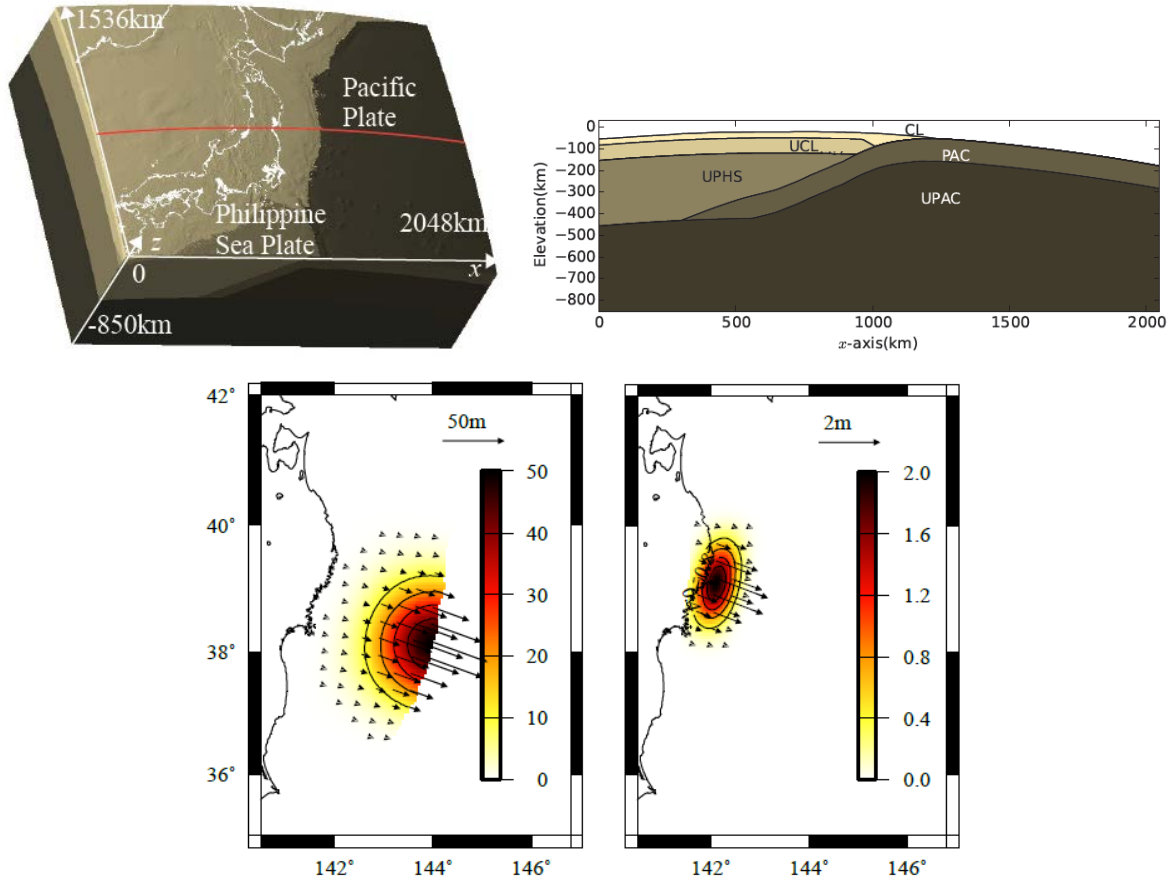 1536km
Pacific
Plate
Philippine
Sea Plate
2048km
z
0
x
-850km
Elevation(km)
0
−100
−200
−300
−400
−500
−600
−700
−800
CL
UCL
PAC
UPHS
UPAC
0
500
1000
1500
2000
x-axis(km)
42°
40°
38°
36°
50m
50
40
30
20
10
0
142°
144°
146°
2m
2.0
1.6
1.2
0.8
0.4
0.0
142°
144°
146°